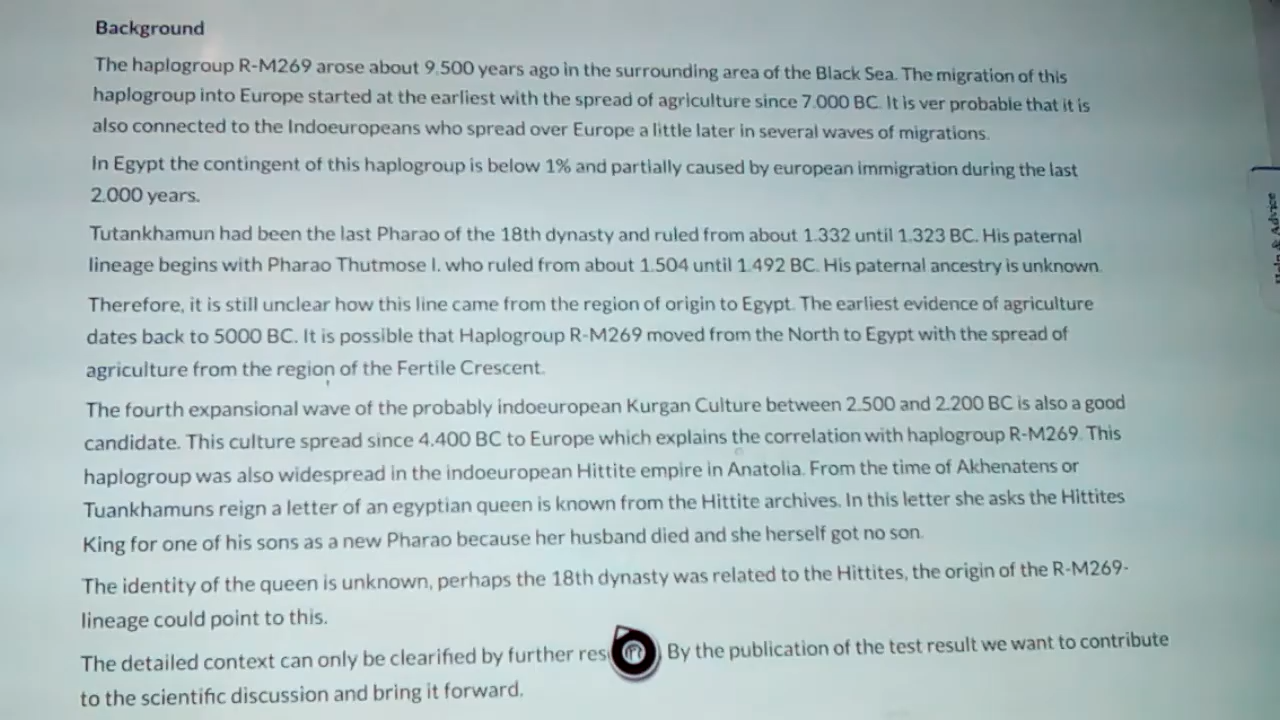 Background
The haplogroup R-M269 arose about 9.500 years ago in the surrounding area of the Black Sea. The migration of this
haplogroup into Europe started at the earliest with the spread of agriculture since 7.000 BC. It is ver probable that it is
also connected to the Indoeuropeans who spread over Europe a little later in several waves of migrations.
In Egypt the contingent of this haplogroup is below 1% and partially caused by european immigration during the last
2.000 years.
Tutankhamun had been the last Pharao of the 18th dynasty and ruled from about 1.332 until 1.323 BC. His paternal
lineage begins with Pharao Thutmose I. who ruled from about 1.504 until 1.492 BC. His paternal ancestry is unknown.
Therefore, it is still unclear how this line came from the region of origin to Egypt. The earliest evidence of agriculture
dates back to 5000 BC. It is possible that Haplogroup R-M269 moved from the North to Egypt with the spread of
agriculture from the region of the Fertile Crescent.
The fourth expansional wave of the probably indoeuropean Kurgan Culture between 2.500 and 2.200 BC is also a good
candidate. This culture spread since 4.400 BC to Europe which explains the correlation with haplogroup R-M269. This
haplogroup was also widespread in the indoeuropean Hittite empire in Anatolia. From the time of Akhenatens or
Tuankhamuns reign a letter of an egyptian queen is known from the Hittite archives. In this letter she asks the Hittites
King for one of his sons as a new Pharao because her husband died and she herself got no son.
The identity of the queen is unknown, perhaps the 18th dynasty was related to the Hittites, the origin of the R-M269-
lineage could point to this.
The detailed context can only be clearified by further res By the publication of the test result we want to contribute
to the scientific discussion and bring it forward.
Advice